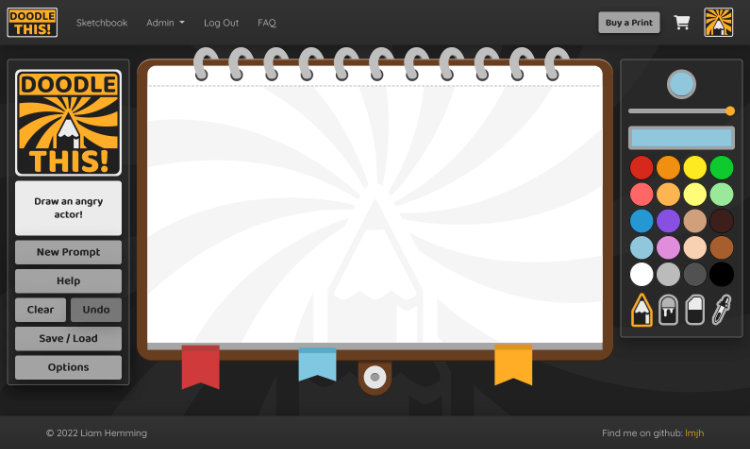 DOODLE
THIS!
Sketchbook
Admin
Log Out
FAQ
Buy a Print
DOODLE
THIS!
Draw an angry
actor!
New Prompt
Help
Clear
Undo
Save / Load
Options
© 2022 Liam Hemming
Find me on github: lmjh